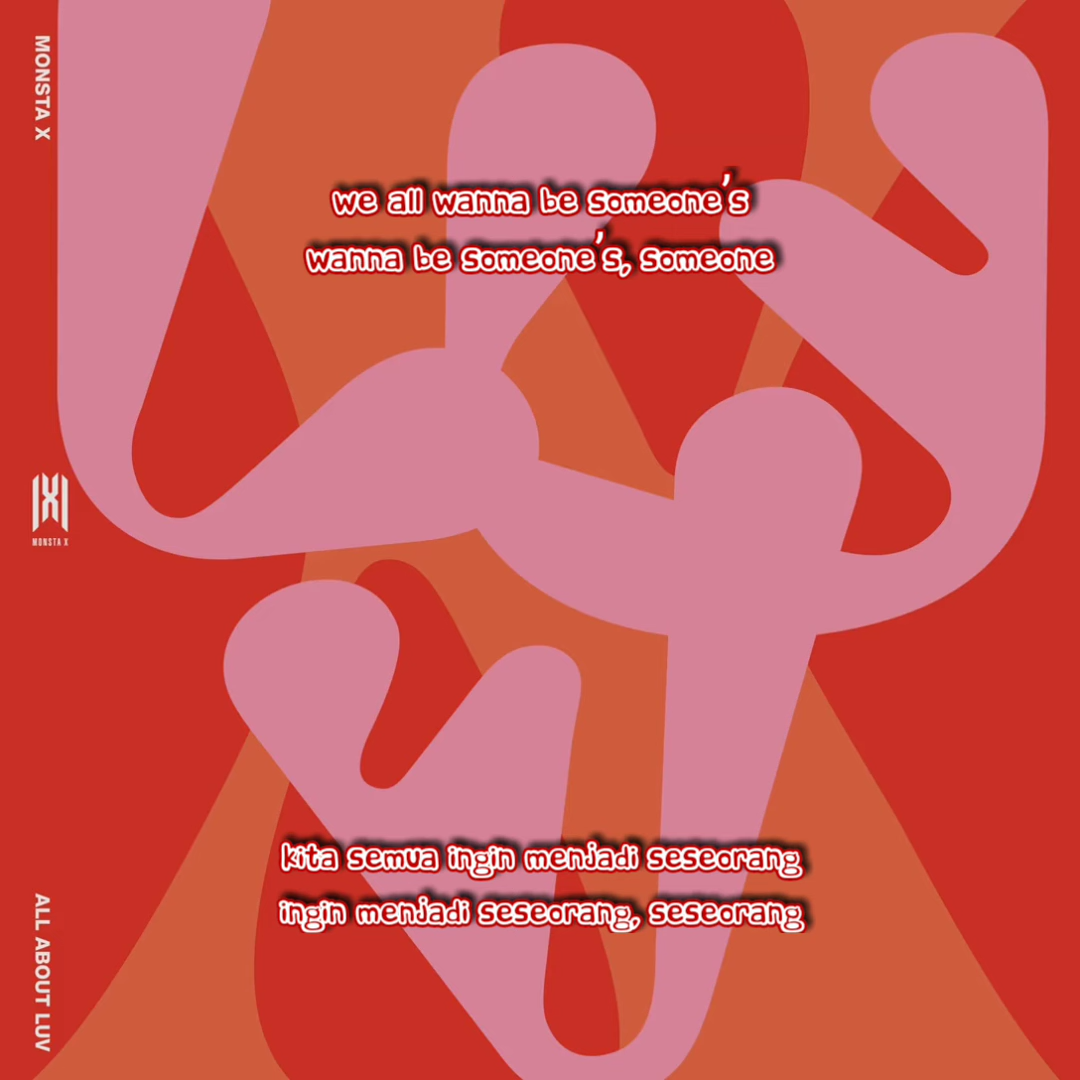 MONSTA X
we all wanna be someone's
wanna be someone's, someone
MONSTA X
kita semua ingin menjadi seseorang
ingin menjadi seseorang, seseorang
ALL ABOUT LUV